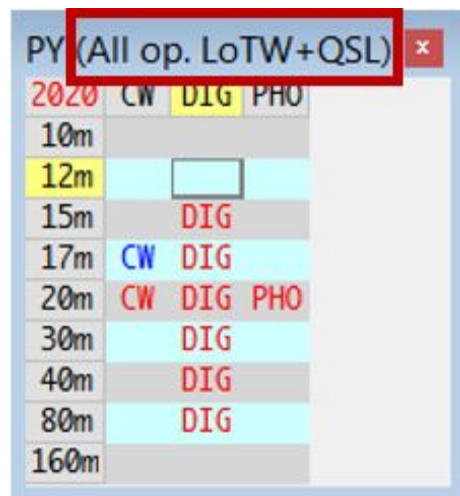 PY (All op. LoTW+QSL) x
2020 CW DIG PHO
10m
12m
15m DIG
17m CW DIG
20m CW DIG PHO
30m DIG
40m DIG
80m DIG
160m